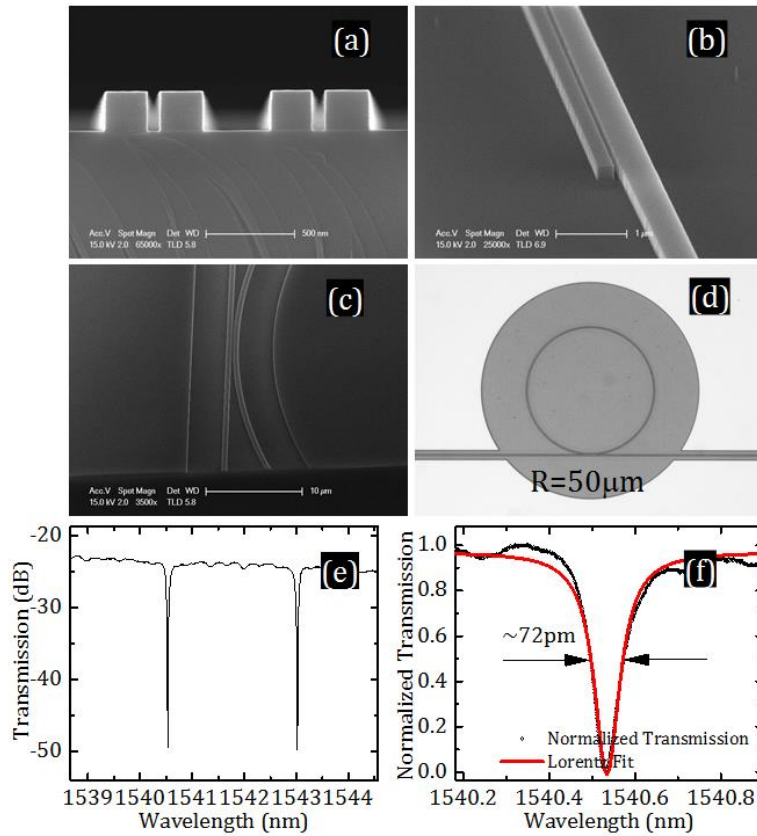 (a)
Acc.V Spot Magn Det WD
15.0 kV 2.0 65000x TLD 5.8
500 nm
(b)
Acc.V Spot Magn Det WD
15.0 kV 2.0 25000x TLD 6.9
1 μm
(c)
Acc.V Spot Magn Det WD
15.0 kV 2.0 3500x TLD 5.8
10 μm
(d)
R=50μm
(e)
Transmission (dB)
-20
-30
-40
-50
1539 1540 1541 1542 1543 1544
Wavelength (nm)
(f)
Normalized Transmission
1.0
0.8
0.6
0.4
0.2
0.0
~72pm
Normalized Transmission
Lorentz Fit
1540.2 1540.4 1540.6 1540.8
Wavelength (nm)